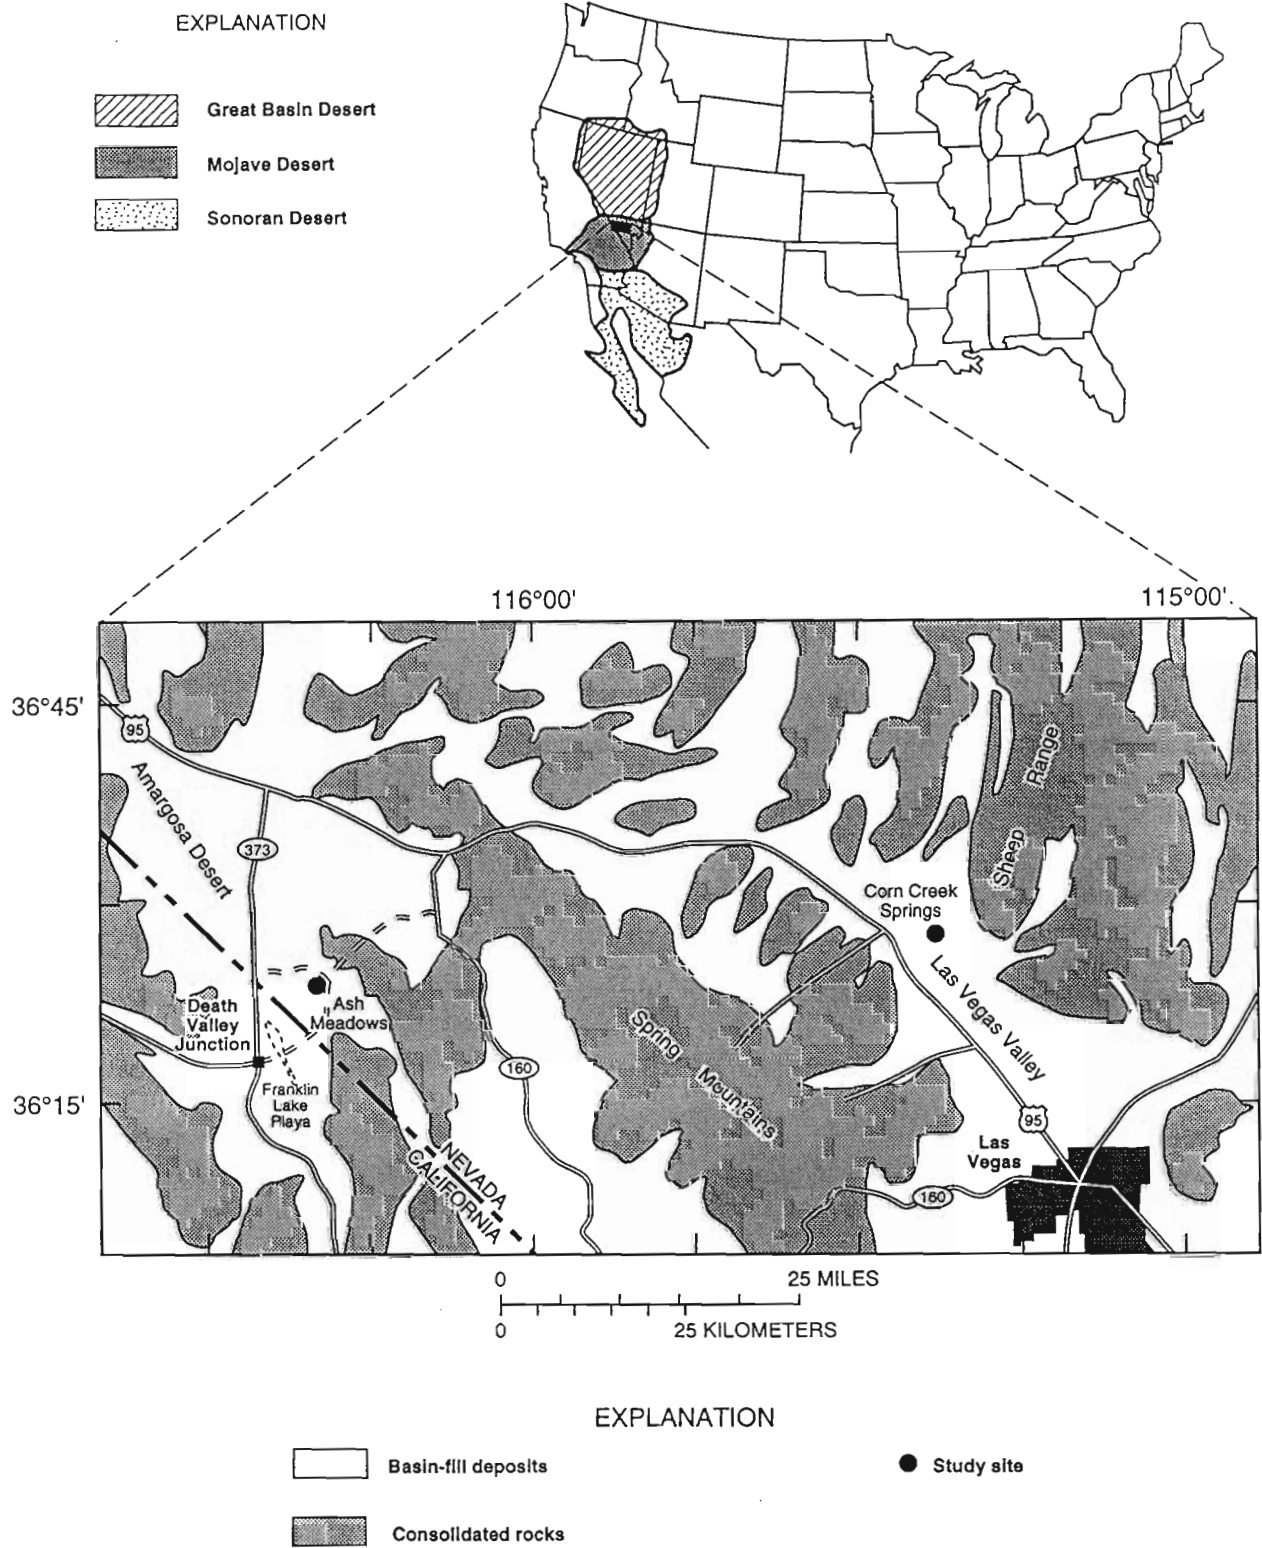 EXPLANATION
Great Basin Desert
Mojave Desert
Sonoran Desert
116°00'
115°00'
36°45'
95
Amargosa Desert
373
Range
Sheep
Corn Creek
Springs
Las Vegas Valley
Death
Valley
Junction
Ash
Meadows
Spring
Mountains
Franklin
Lake
Playa
160
36°15'
95
NEVADA
CALIFORNIA
Las
Vegas
160
0
25 MILES
0
25 KILOMETERS
EXPLANATION
Basin-fill deposits
Study site
Consolidated rocks